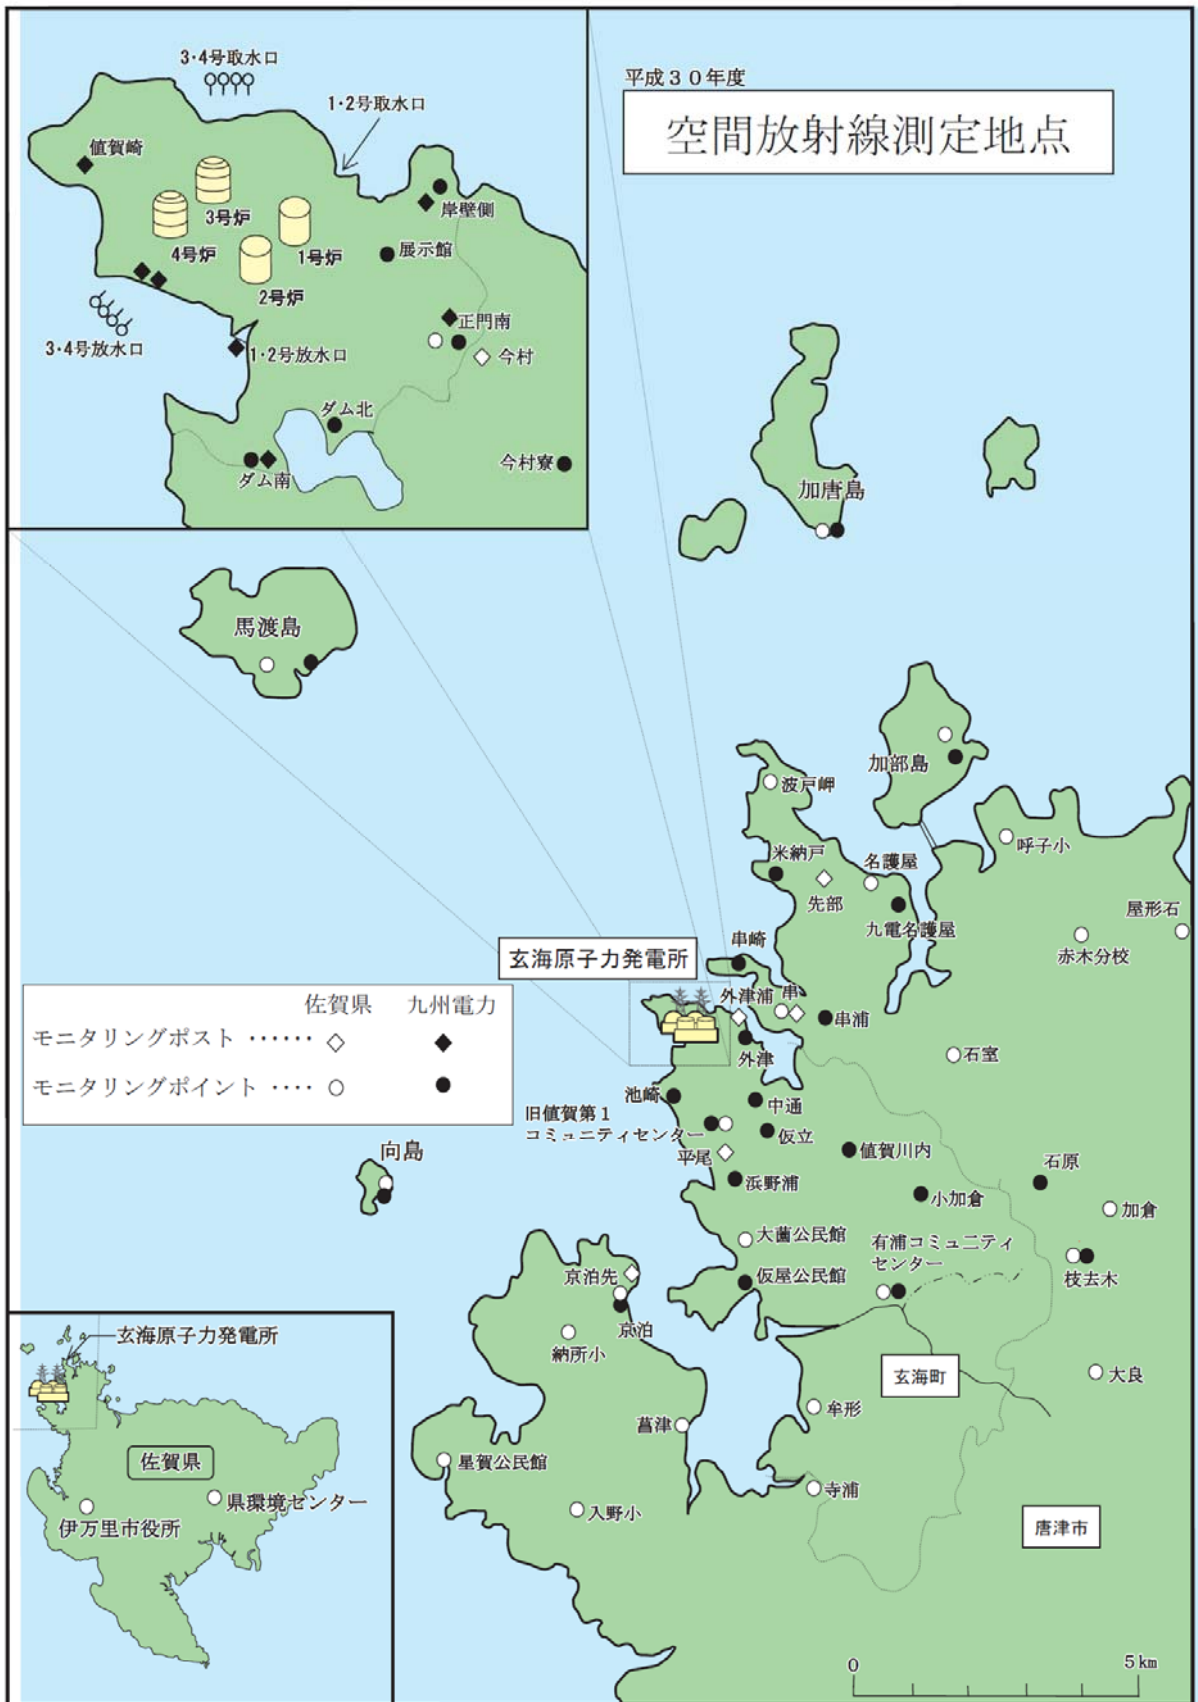 平成30年度
空間放射線測定地点
3・4号取水口
1・2号取水口
値賀崎
3号炉
4号炉
1号炉
2号炉
岸壁側
展示館
正門南
今村
3・4号放水口
1・2号放水口
ダム北
ダム南
今村寮
加唐島
馬渡島
加部島
波戸岬
呼子小
米納戸
名護屋
先部
九電名護屋
屋形石
赤木分校
串崎
玄海原子力発電所
外津浦
串
串浦
外津
石室
佐賀県
九州電力
モニタリングポスト ‥‥‥
モニタリングポイント ‥‥
池崎
中通
旧値賀第1
コミュニティセンター
仮立
平尾
値賀川内
石原
向島
浜野浦
小加倉
加倉
大薗公民館
有浦コミュニティ
センター
京泊先
仮屋公民館
枝去木
京泊
納所小
玄海町
大良
牟形
菖津
星賀公民館
寺浦
入野小
唐津市
玄海原子力発電所
佐賀県
県環境センター
伊万里市役所
0
5km